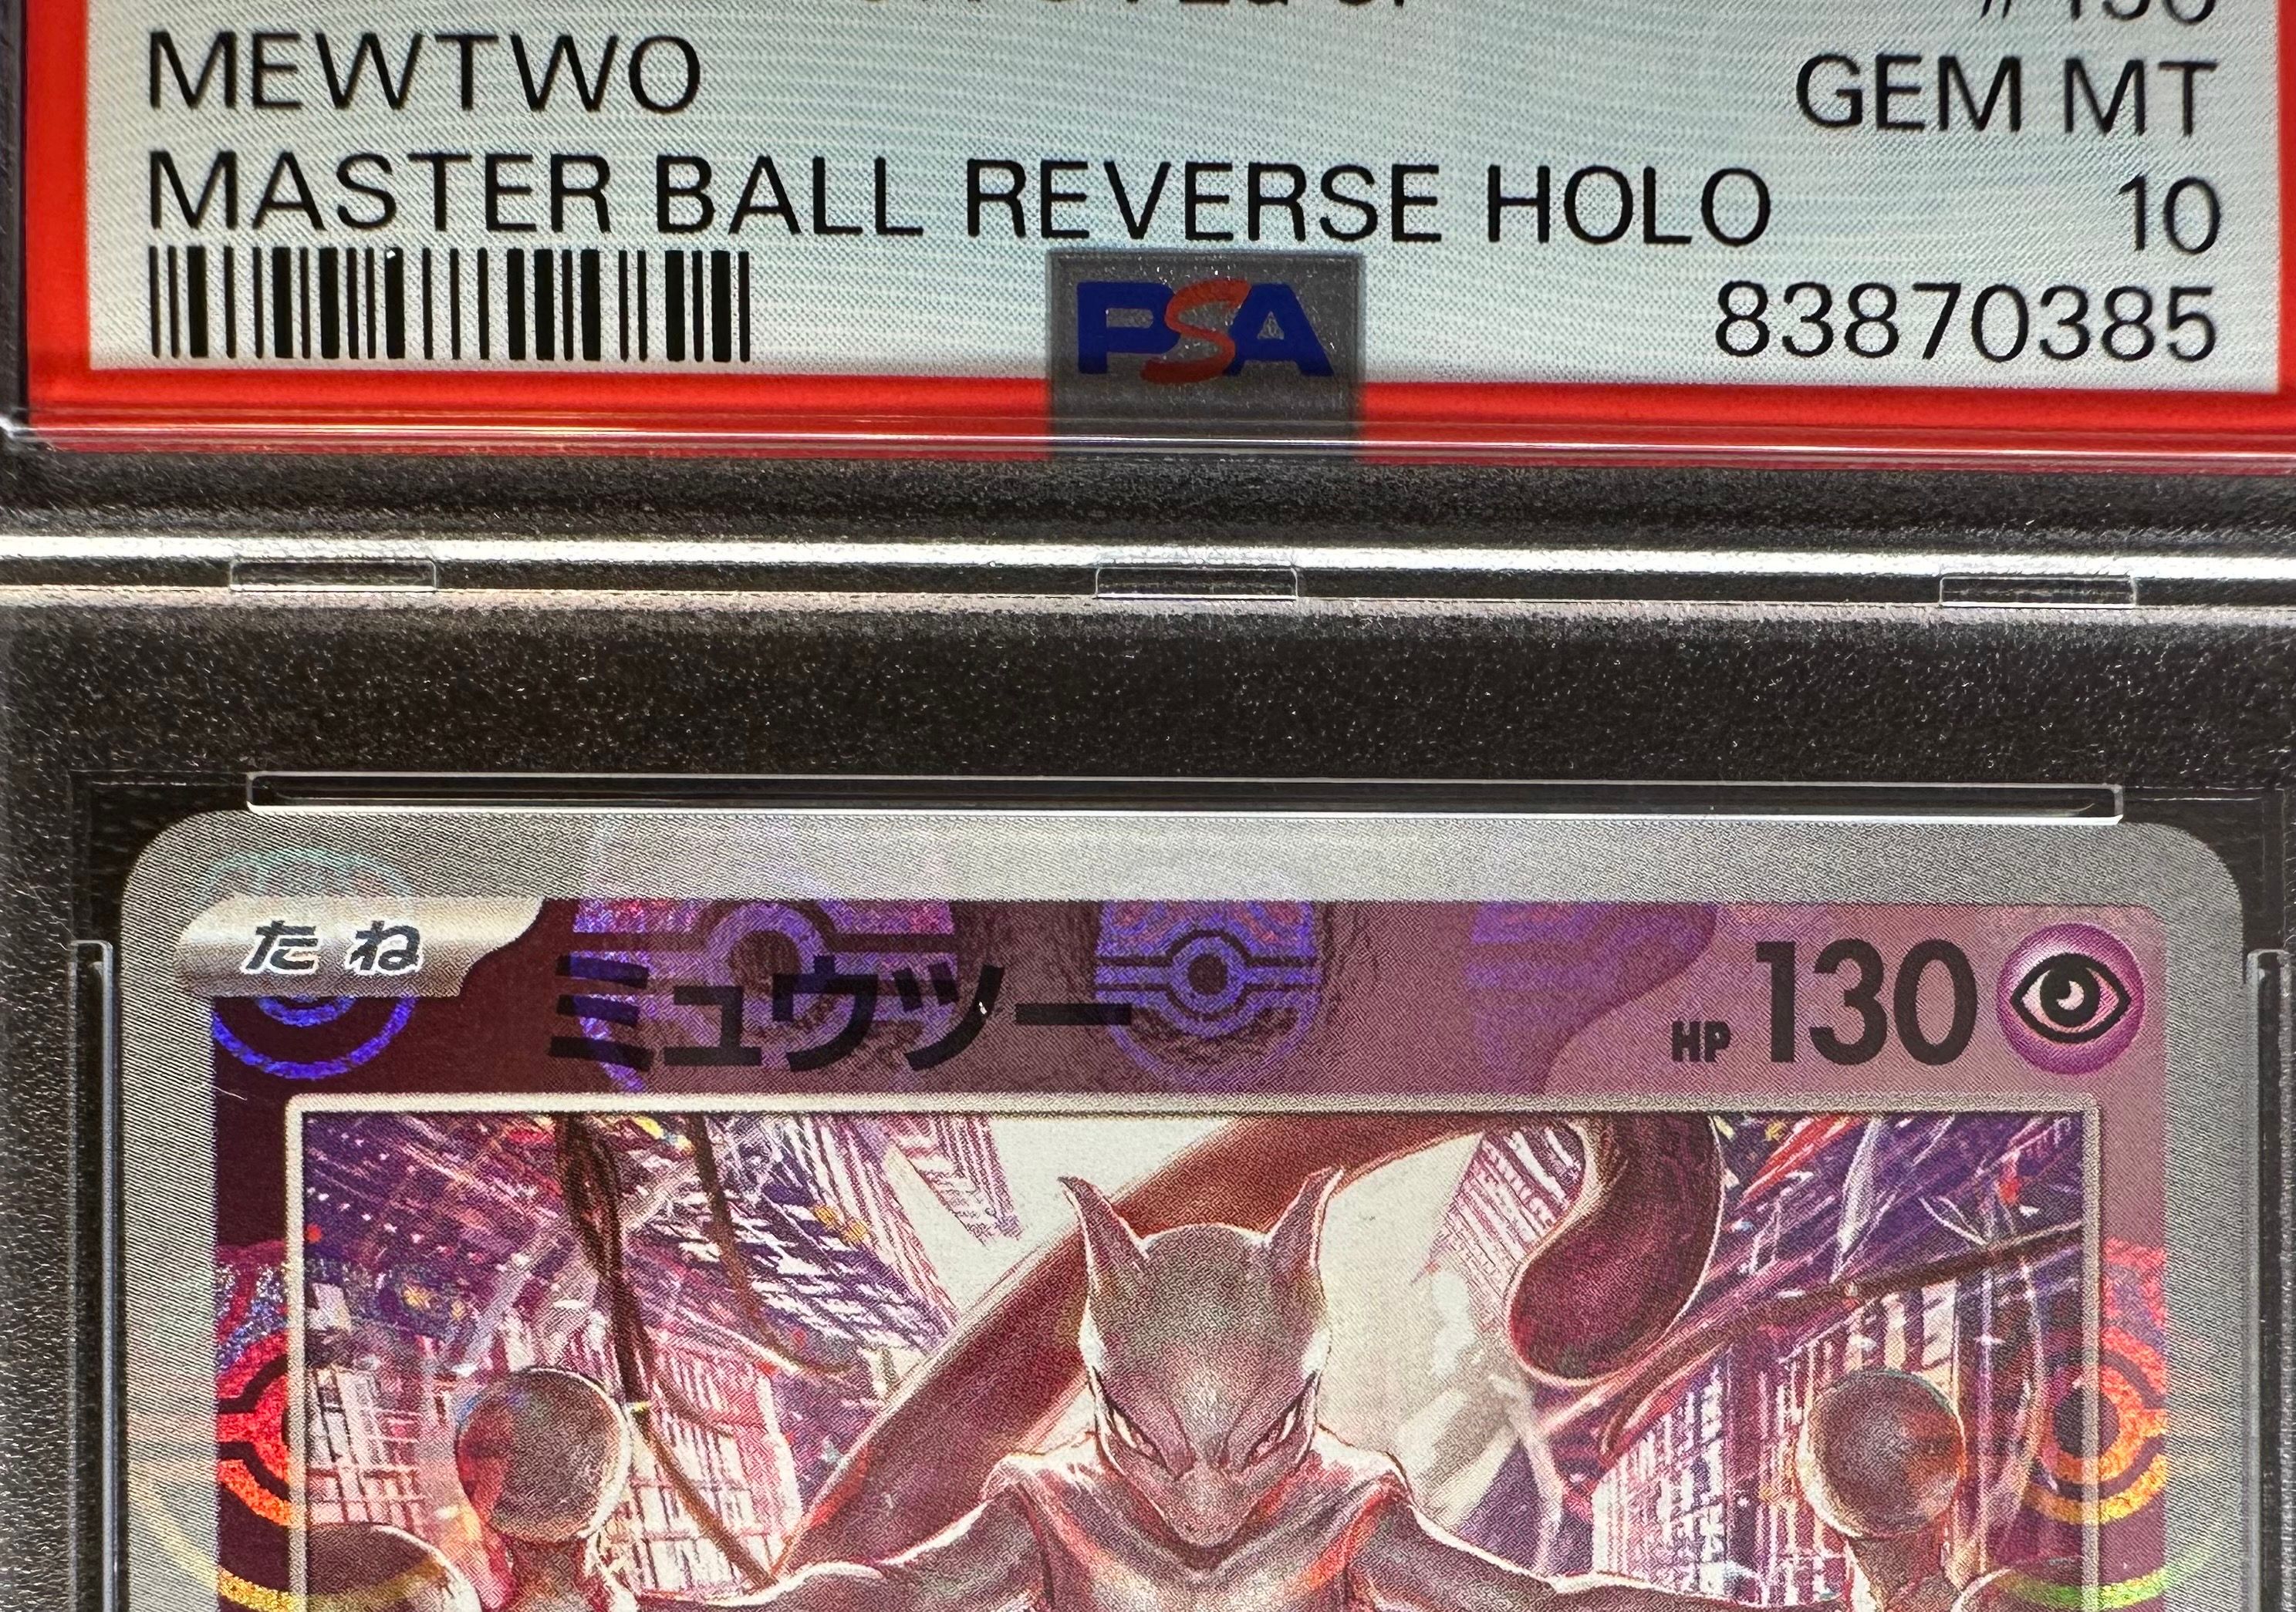 MEWTWO
GEM MT
MASTER BALL REVERSE HOLO
10
PSA
83870385
たね
ミュウツー
HP 130